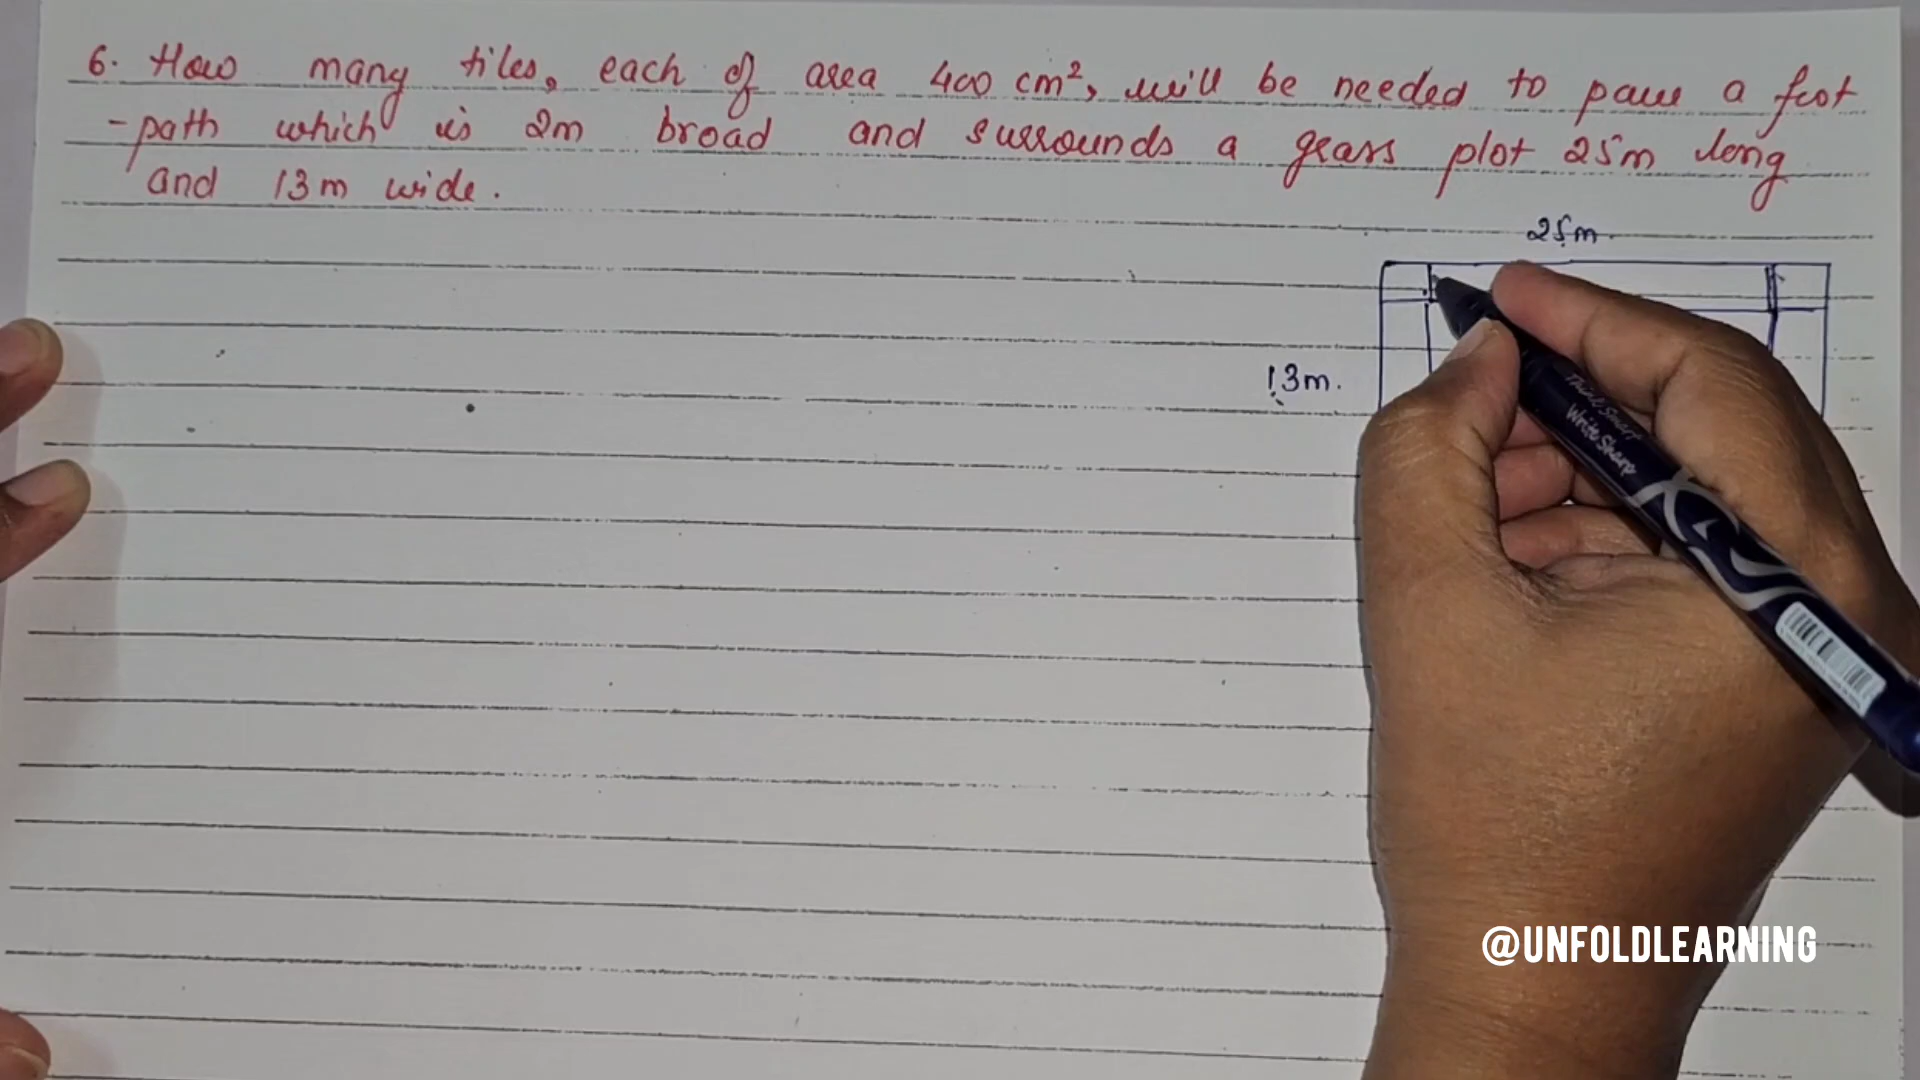 6. How many tiles, each of area 400 cm², will be needed to pave a foot
-path which is 2m broad and surrounds a grass plot 25m long
and 13m wide.
25m.
13m.
Think Smart
Write Sharp
@UNFOLDLEARNING